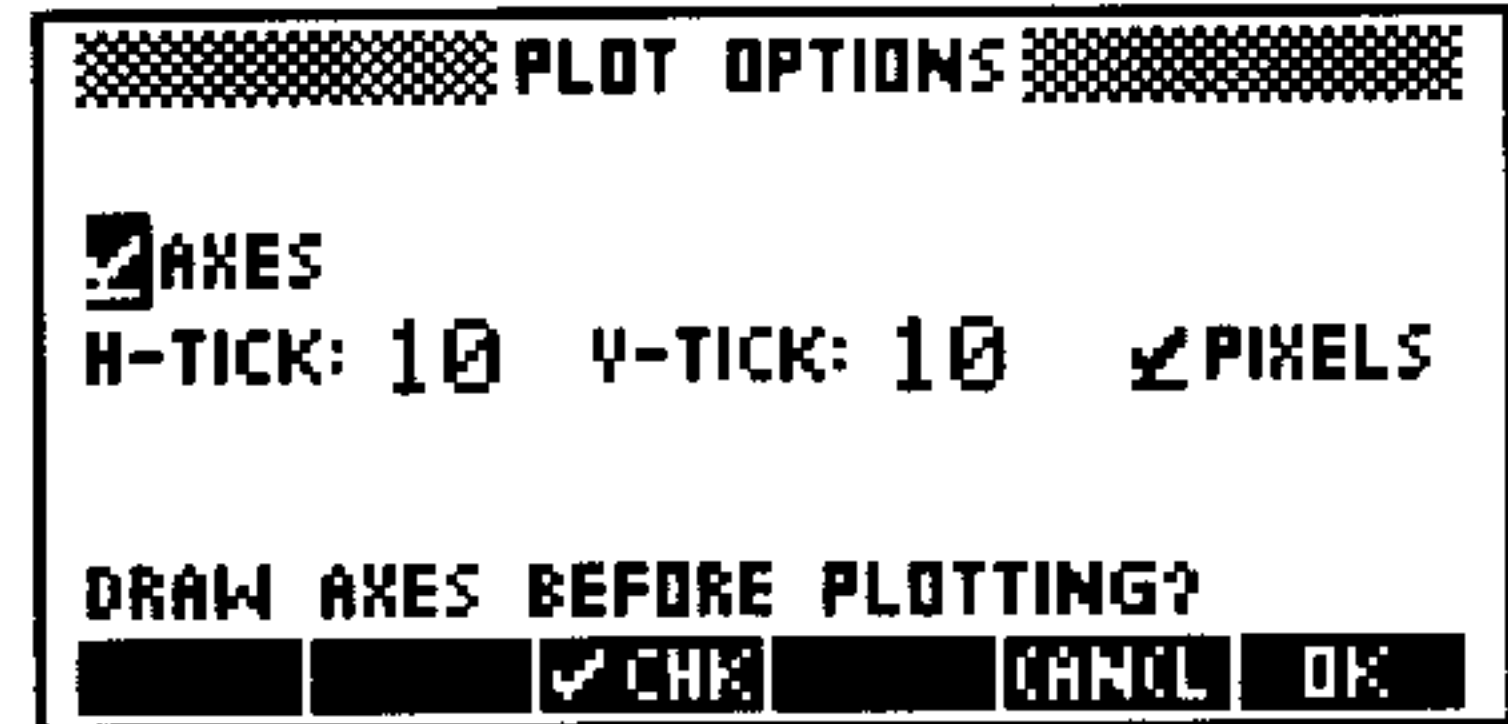 PLOT OPTIONS
✓AXES
H-TICK: 10 V-TICK: 10 ✓PIXELS
DRAW AXES BEFORE PLOTTING?
✓CHK CANCL OK